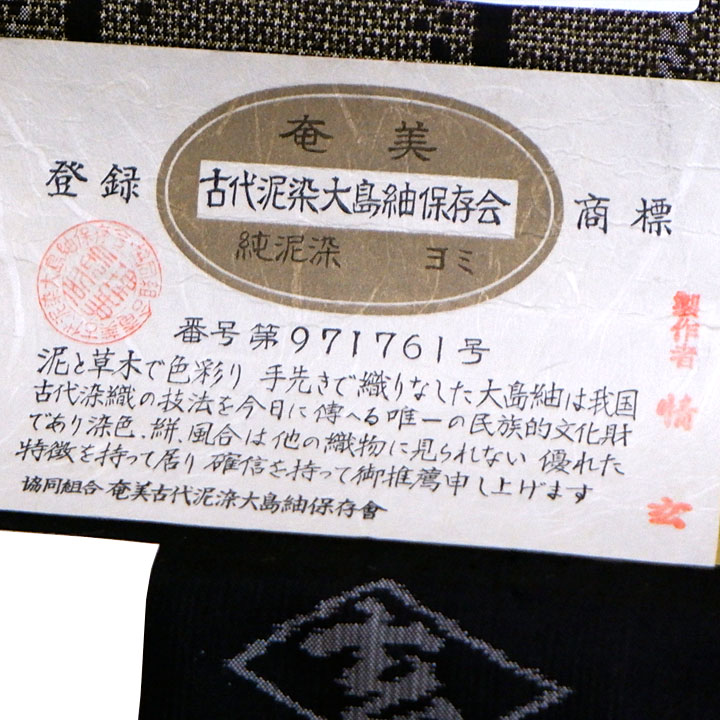 奄美
登録 古代泥染大島紬保存会 商標
純泥染 ヨミ
番号第971761号
泥と草木で色彩り 手先きで織りなした大島紬は我国
古代染織の技法を今日に傳へる唯一の民族的文化財
であり染色、絣、風合は他の織物に見られない 優れた
特徴を持って居り 確信を持って御推薦申し上げます
協同組合 奄美古代泥染大島紬保存會
製作者 情玄